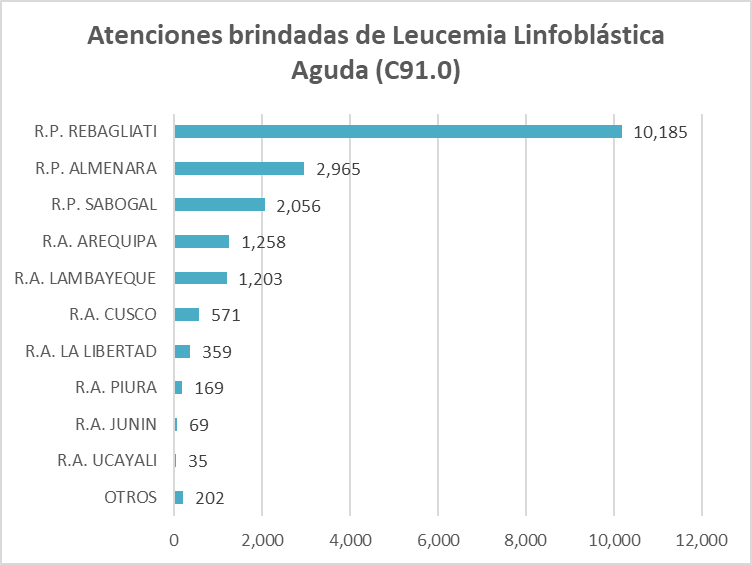 Atenciones brindadas de Leucemia Linfoblástica
Aguda (C91.0)
R.P. REBAGLIATI 10,185
R.P. ALMENARA 2,965
R.P. SABOGAL 2,056
R.A. AREQUIPA 1,258
R.A. LAMBAYEQUE 1,203
R.A. CUSCO 571
R.A. LA LIBERTAD 359
R.A. PIURA 169
R.A. JUNIN 69
R.A. UCAYALI 35
OTROS 202
0 2,000 4,000 6,000 8,000 10,000 12,000